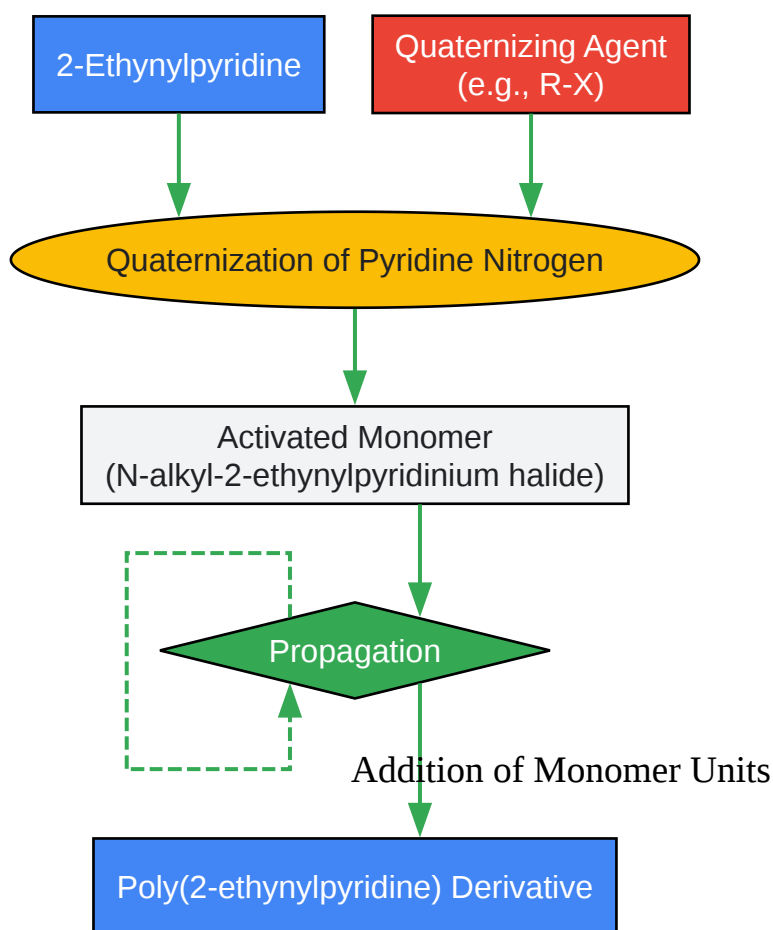 2-Ethynylpyridine
Quaternizing Agent
(e.g., R-X)
Quaternization of Pyridine Nitrogen
Activated Monomer
(N-alkyl-2-ethynylpyridinium halide)
Propagation
Addition of Monomer Units
Poly(2-ethynylpyridine) Derivative